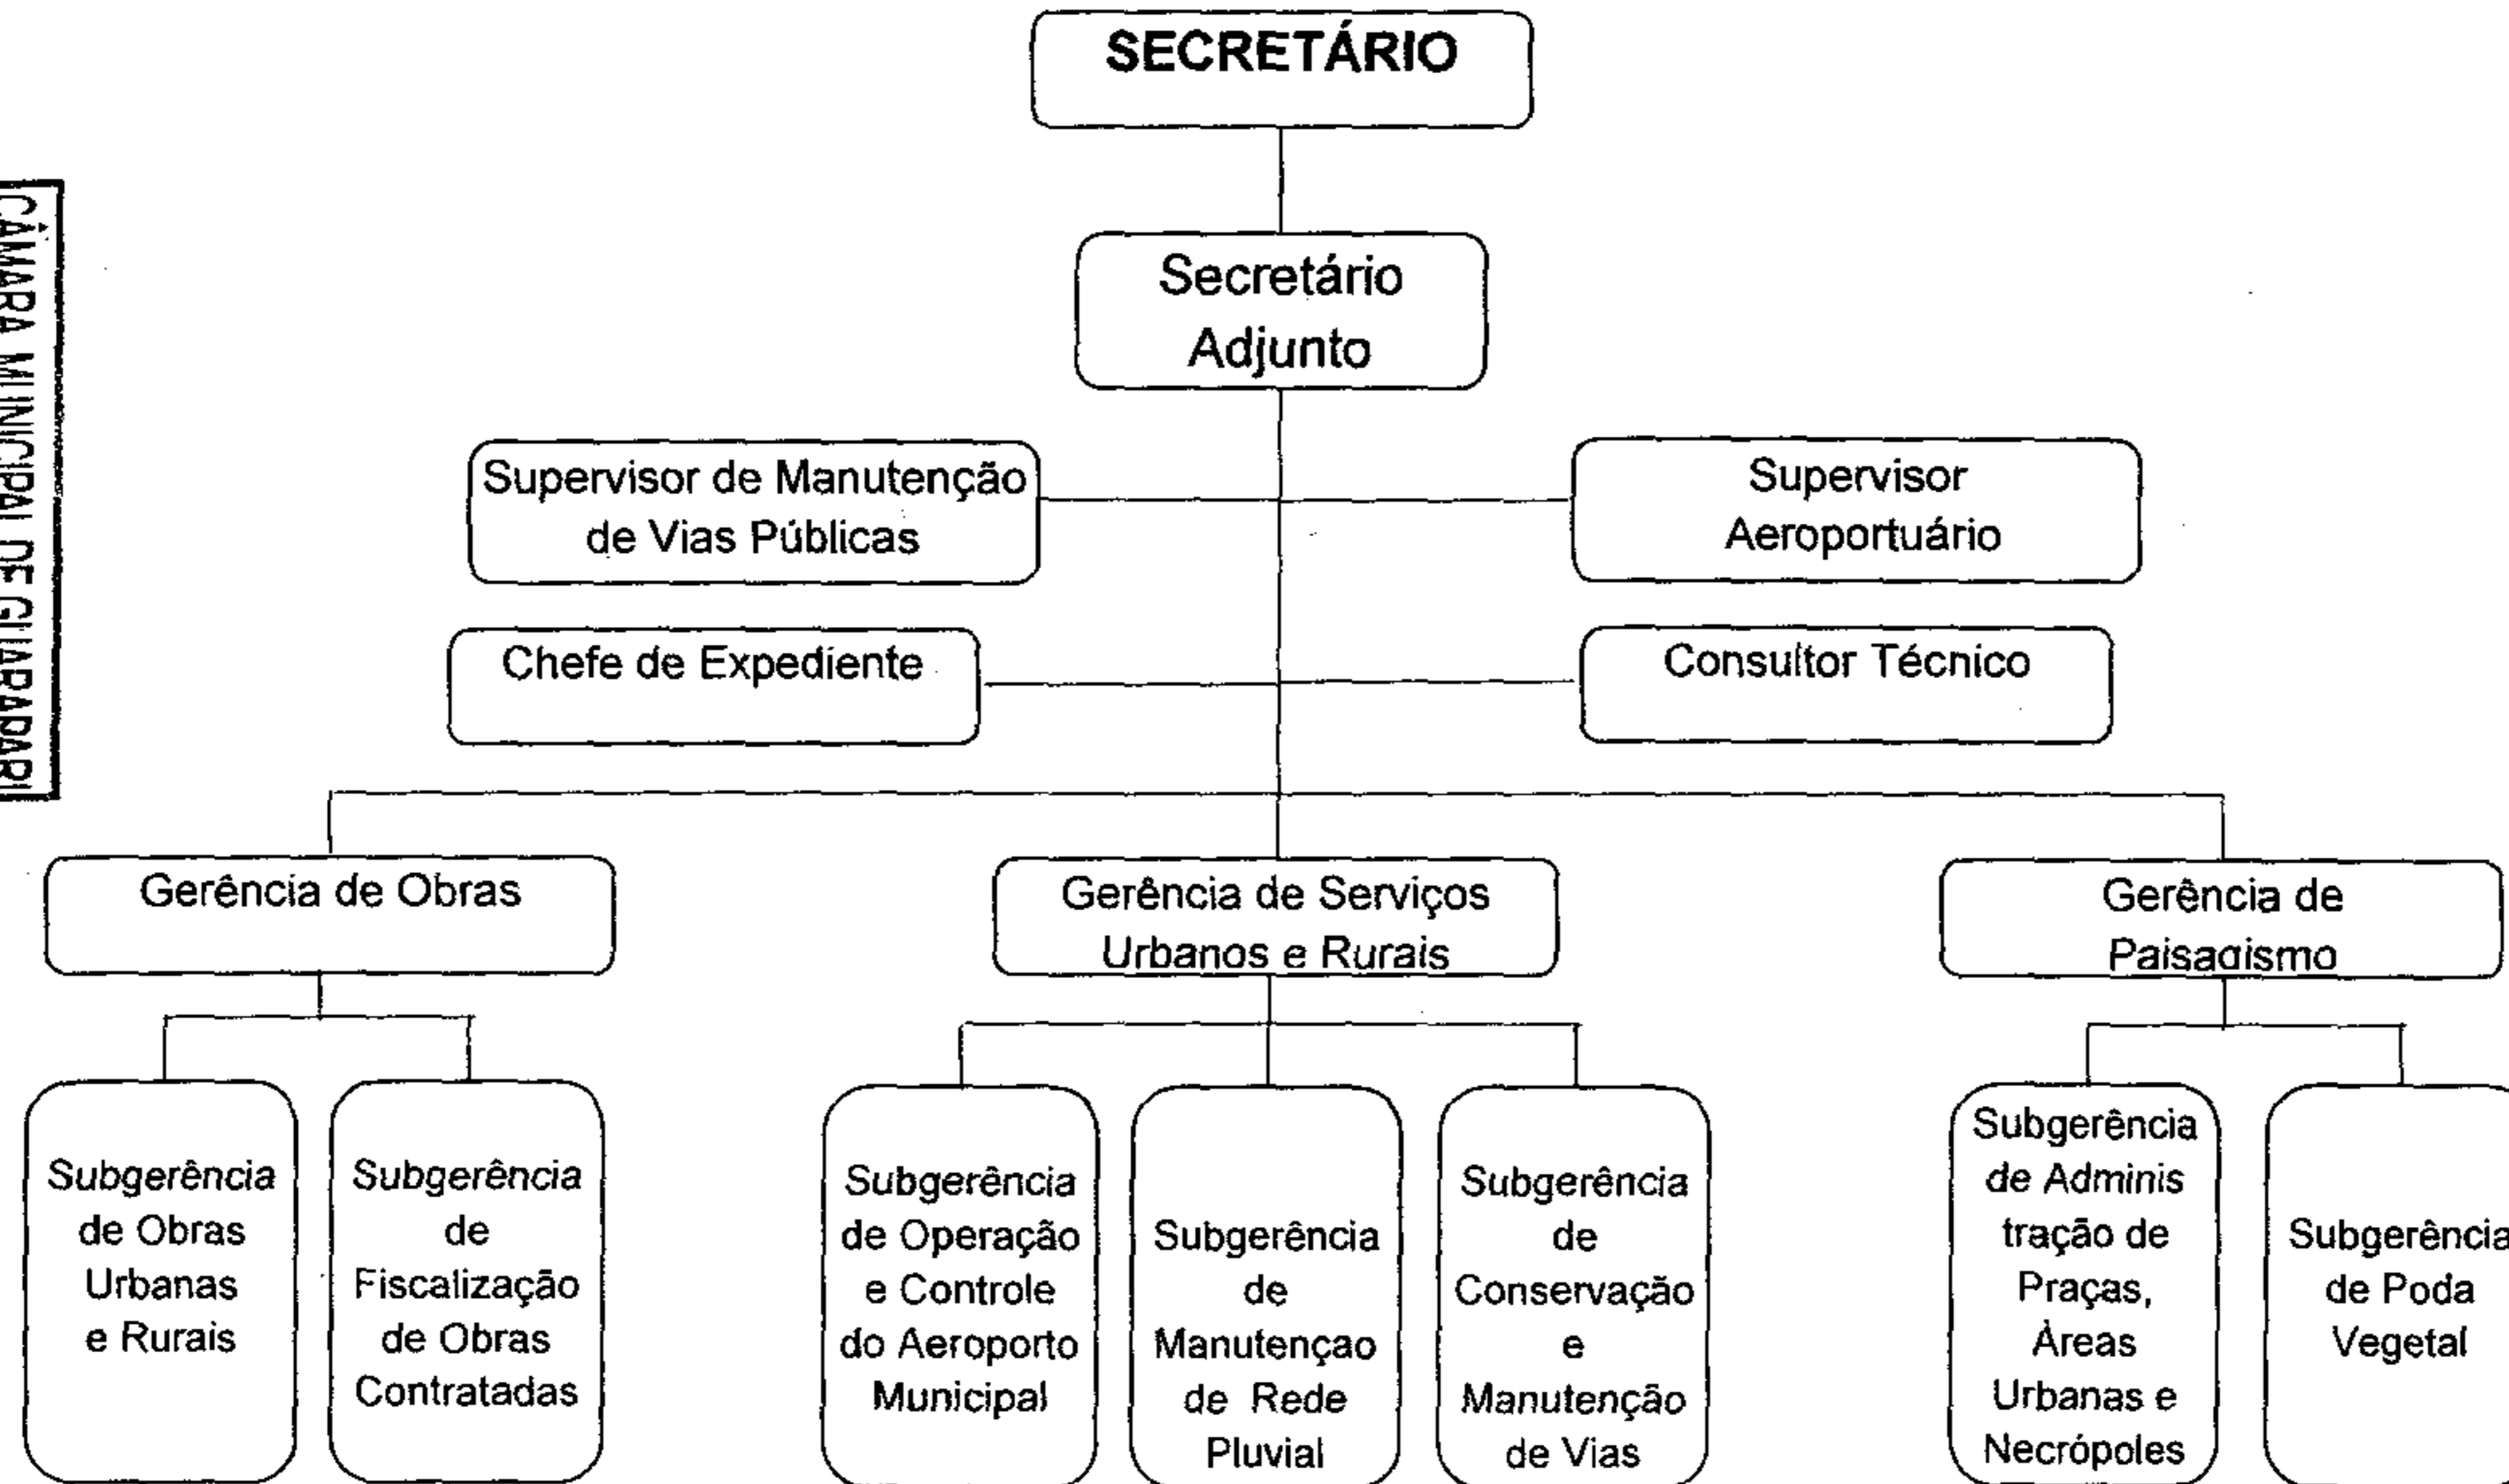 SECRETÁRIO
CÂMARA MUNICIPAL DE GUARAPARI
Secretário
Adjunto
Supervisor de Manutenção
de Vias Públicas
Supervisor
Aeroportuário
Chefe de Expediente
Consultor Técnico
Gerência de Obras
Gerência de Serviços
Urbanos e Rurais
Gerência de
Paisagismo
Subgerência
de Obras
Urbanas
e Rurais
Subgerência
de
Fiscalização
de Obras
Contratadas
Subgerência
de Operação
e Controle
do Aeroporto
Municipal
Subgerência
de
Manutençao
de Rede
Pluvial
Subgerência
de
Conservação
e
Manutenção
de Vias
Subgerência
de Adminis
tração de
Praças,
Àreas
Urbanas e
Necrópoles
Subgerência
de Poda
Vegetal